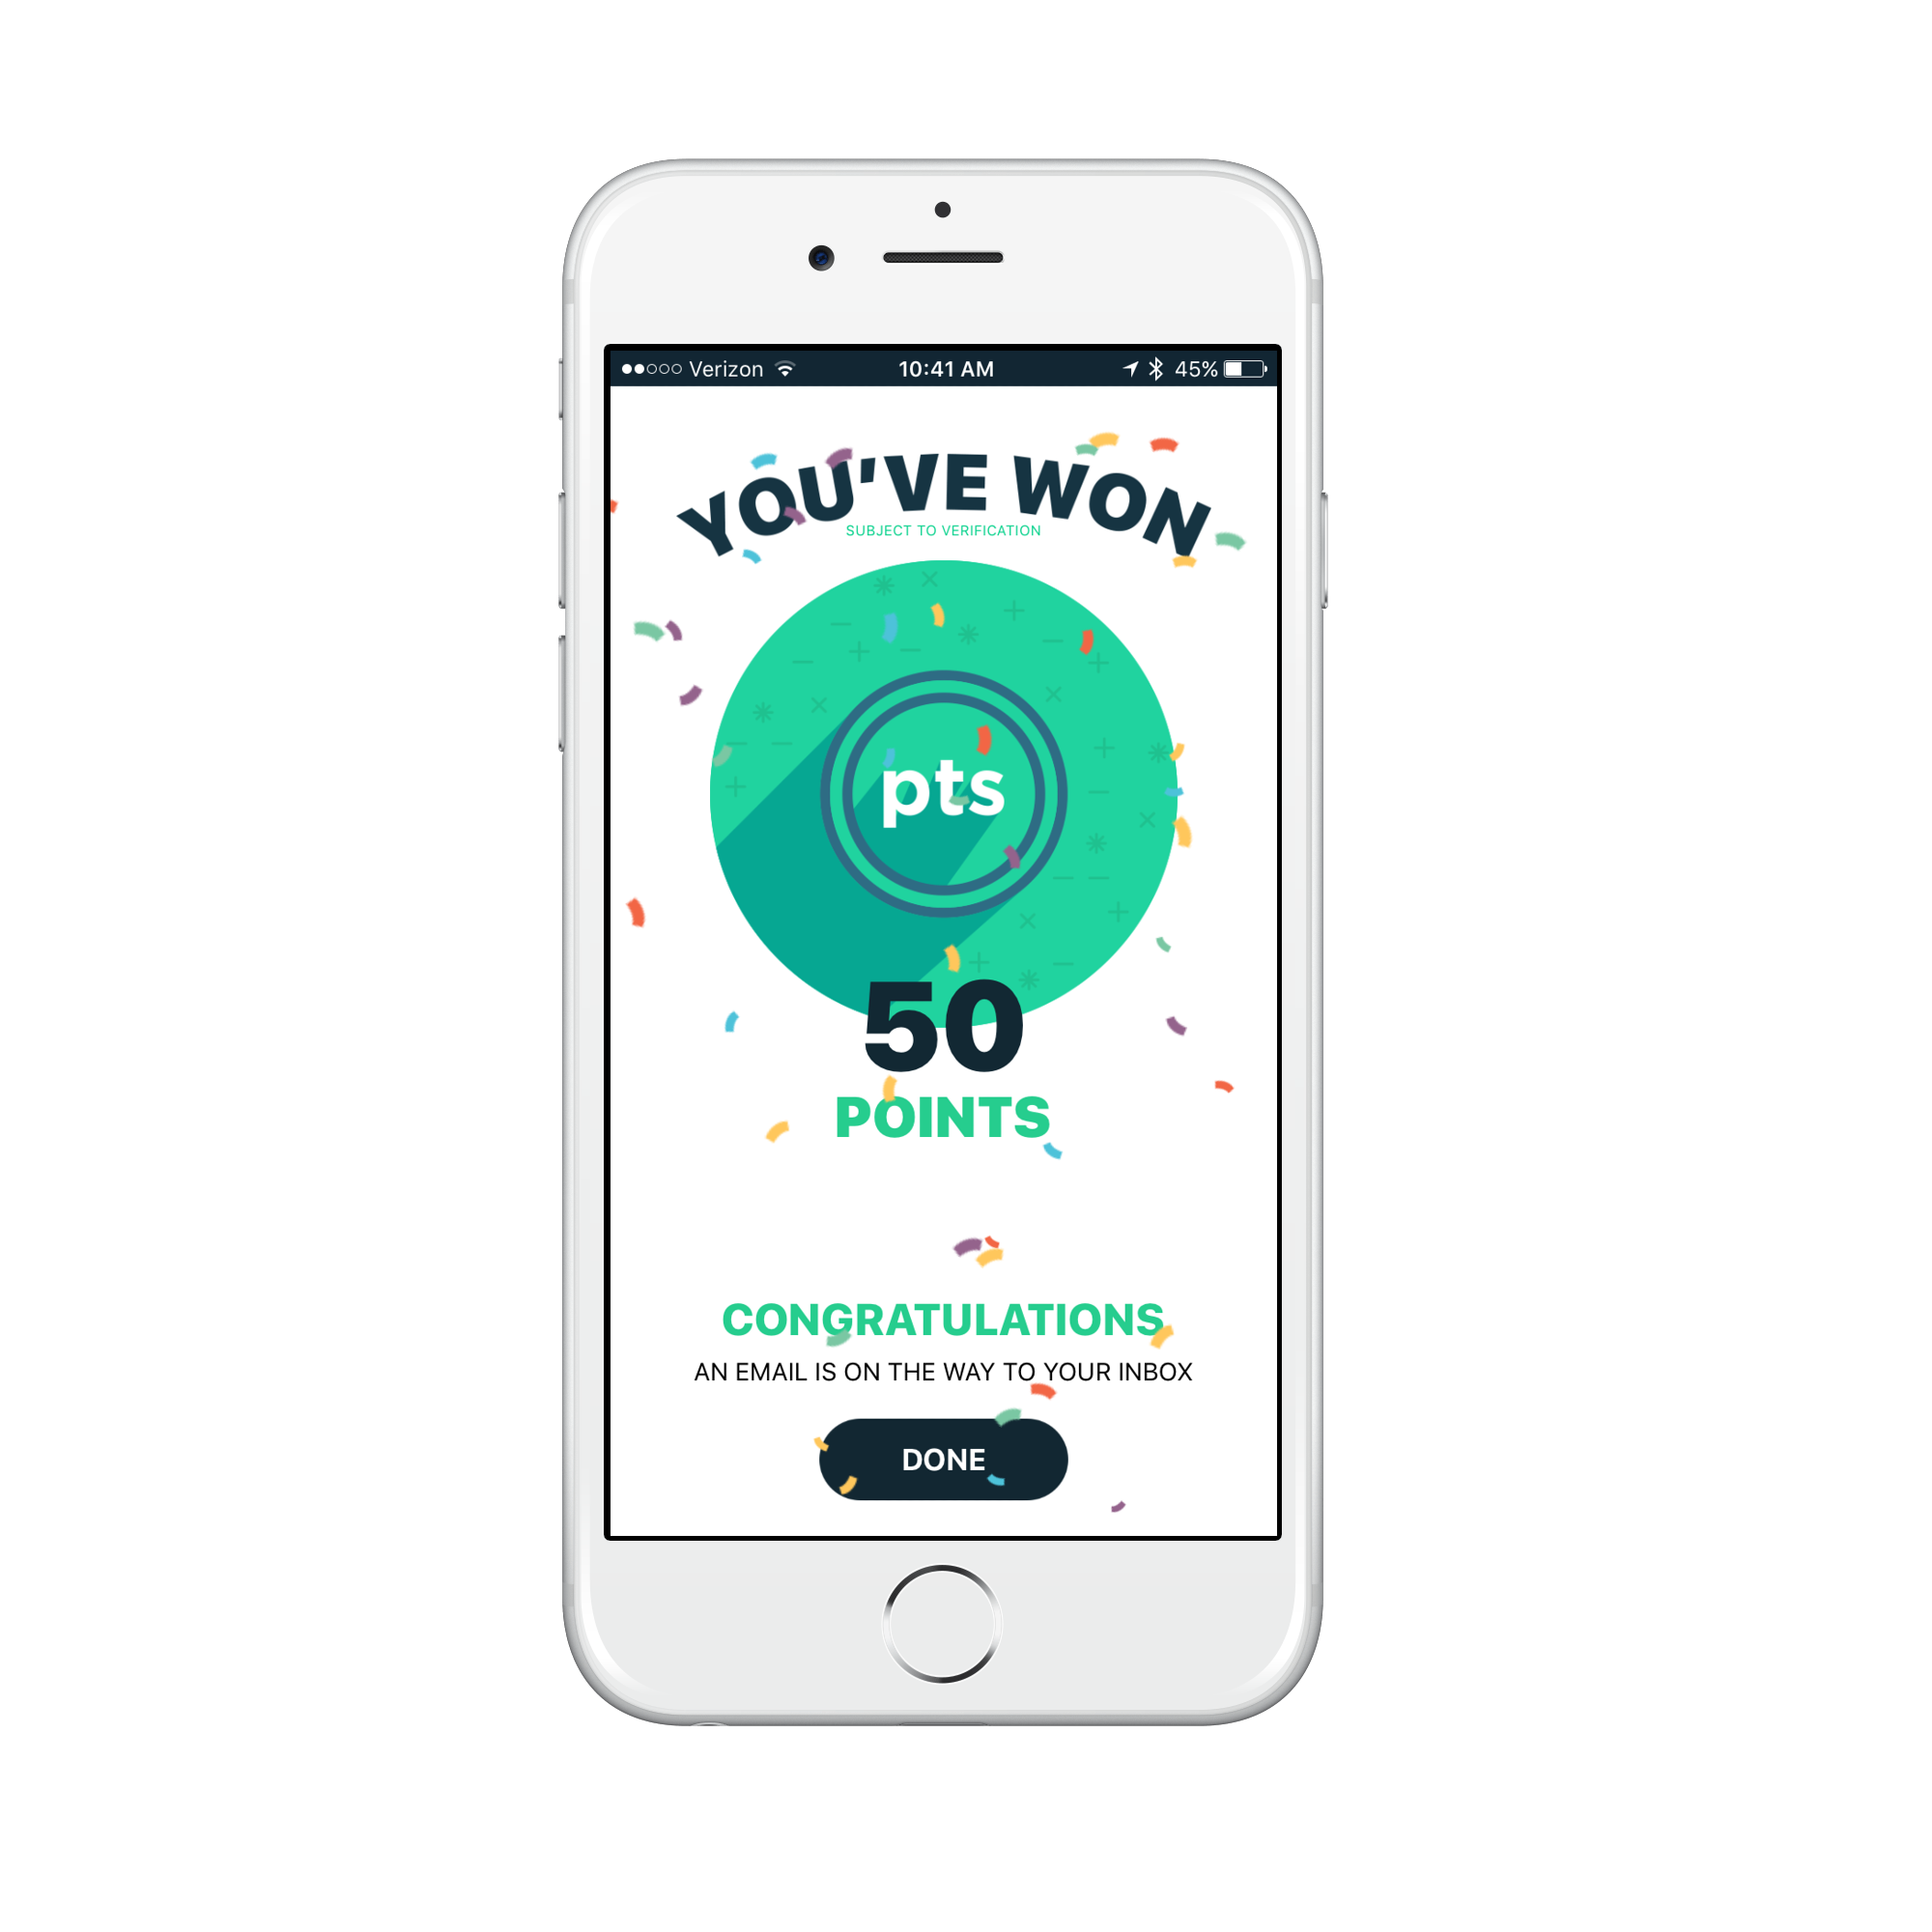 Verizon 10:41 AM 45%
YOU'VE WON
SUBJECT TO VERIFICATION
pts
50
POINTS
CONGRATULATIONS
AN EMAIL IS ON THE WAY TO YOUR INBOX
DONE